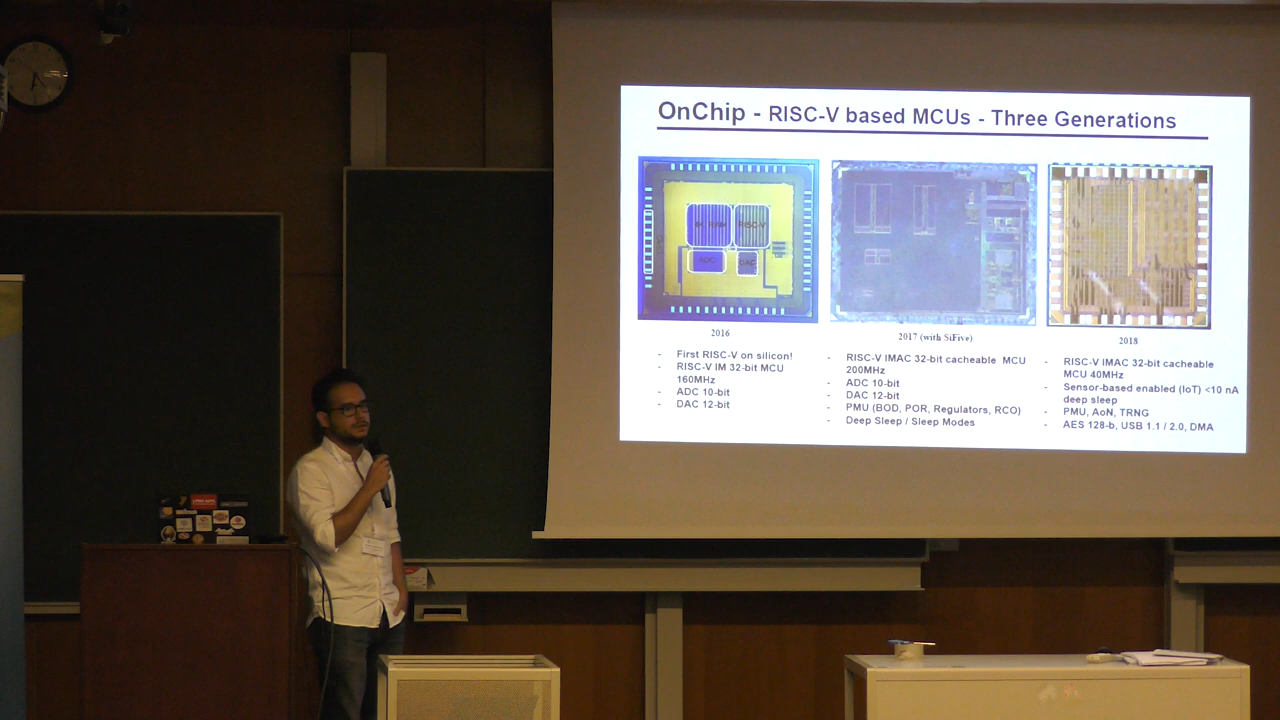 OnChip - RISC-V based MCUs - Three Generations
RISC-V
ADC
DAC
2016
- First RISC-V on silicon!
- RISC-V IM 32-bit MCU
160MHz
- ADC 10-bit
- DAC 12-bit
2017 (with SiFive)
- RISC-V IMAC 32-bit cacheable MCU
200MHz
- ADC 10-bit
- DAC 12-bit
- PMU (BOD, POR, Regulators, RCO)
- Deep Sleep / Sleep Modes
2018
- RISC-V IMAC 32-bit cacheable
MCU 40MHz
- Sensor-based enabled (IoT) <10 nA
deep sleep
- PMU, AoN, TRNG
- AES 128-b, USB 1.1 / 2.0, DMA